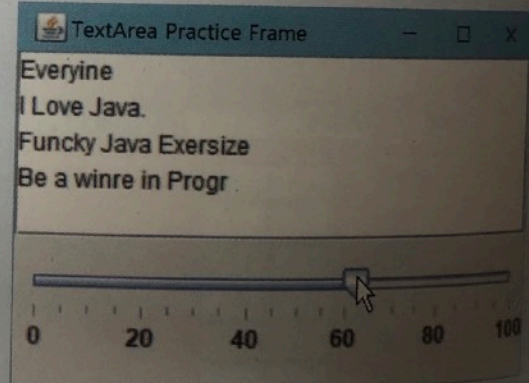 TextArea Practice Frame
Everyine
I Love Java.
Funcky Java Exersize
Be a winre in Progr
0 20 40 60 80 100